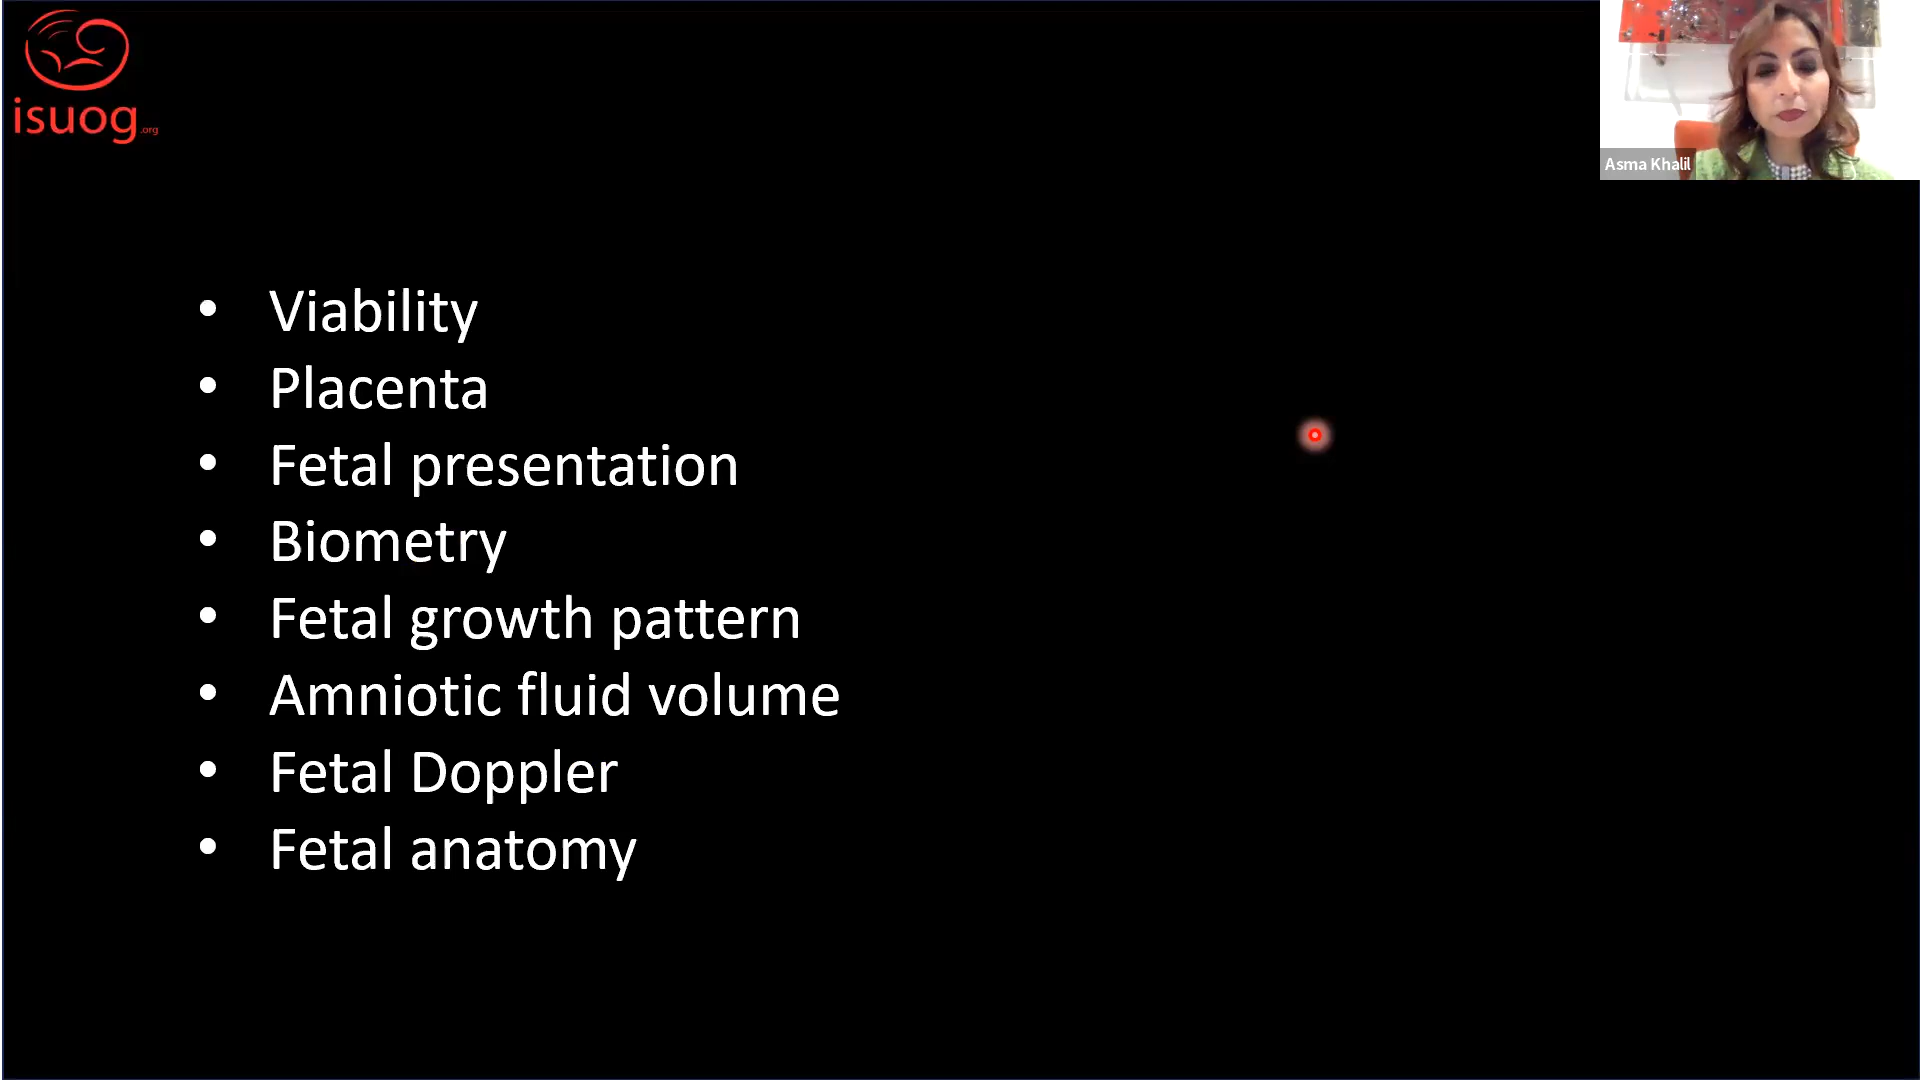 isuog.org
Asma Khalil
• Viability
• Placenta
• Fetal presentation
• Biometry
• Fetal growth pattern
• Amniotic fluid volume
• Fetal Doppler
• Fetal anatomy